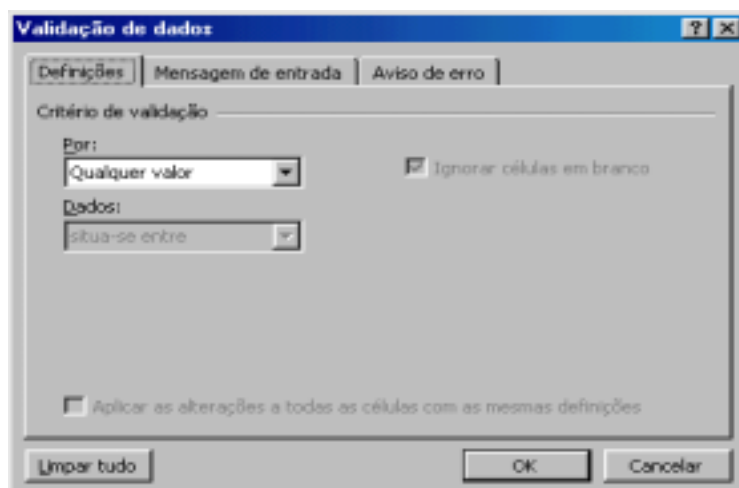 Validação de dados
Definições Mensagem de entrada Aviso de erro
Critério de validação
Por:
Qualquer valor
Ignorar células em branco
Dados:
situa-se entre
Aplicar as alterações a todas as células com as mesmas definições
Limpar tudo OK Cancelar